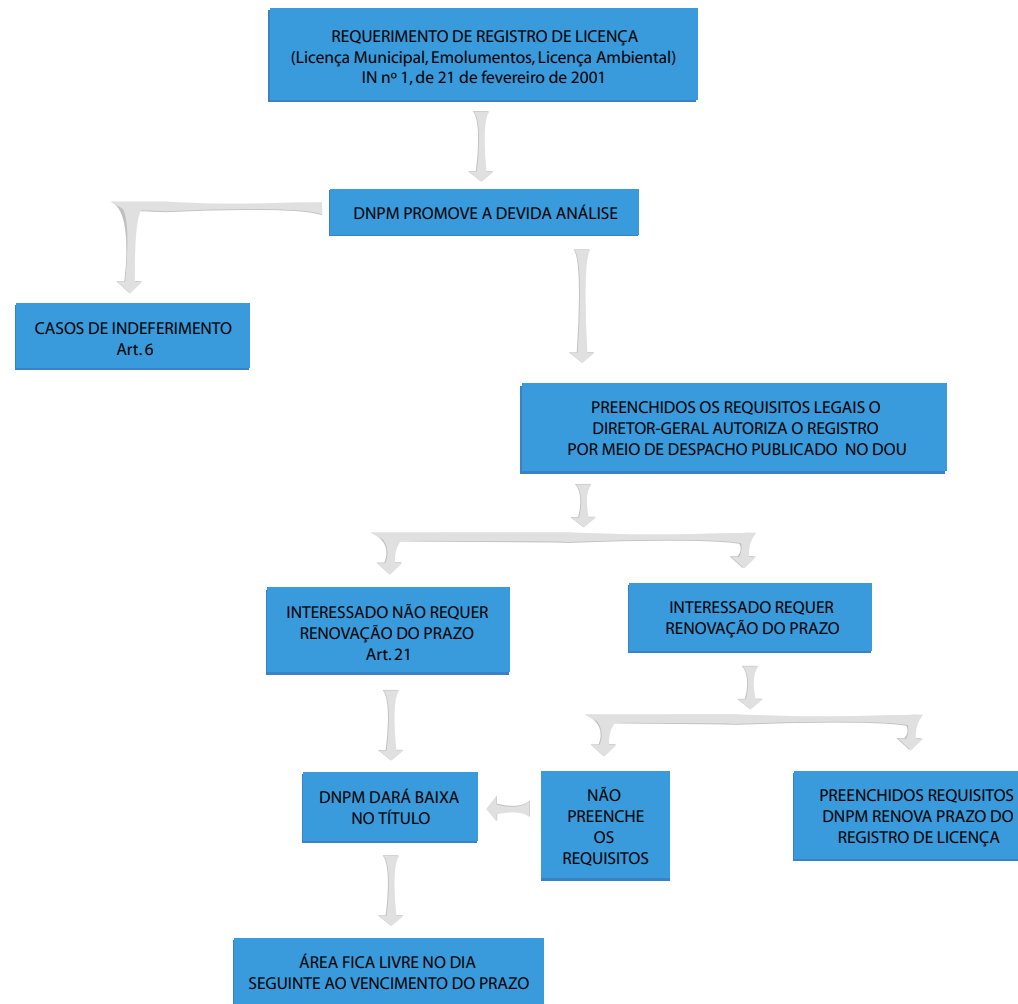 REQUERIMENTO DE REGISTRO DE LICENÇA
(Licença Municipal, Emolumentos, Licença Ambiental)
IN nº 1, de 21 de fevereiro de 2001
DNPM PROMOVE A DEVIDA ANÁLISE
CASOS DE INDEFERIMENTO
Art. 6
PREENCHIDOS OS REQUISITOS LEGAIS O
DIRETOR-GERAL AUTORIZA O REGISTRO
POR MEIO DE DESPACHO PUBLICADO NO DOU
INTERESSADO NÃO REQUER
RENOVAÇÃO DO PRAZO
Art. 21
INTERESSADO REQUER
RENOVAÇÃO DO PRAZO
DNPM DARÁ BAIXA
NO TÍTULO
NÃO
PREENCHE
OS
REQUISITOS
PREENCHIDOS REQUISITOS
DNPM RENOVA PRAZO DO
REGISTRO DE LICENÇA
ÁREA FICA LIVRE NO DIA
SEGUINTE AO VENCIMENTO DO PRAZO